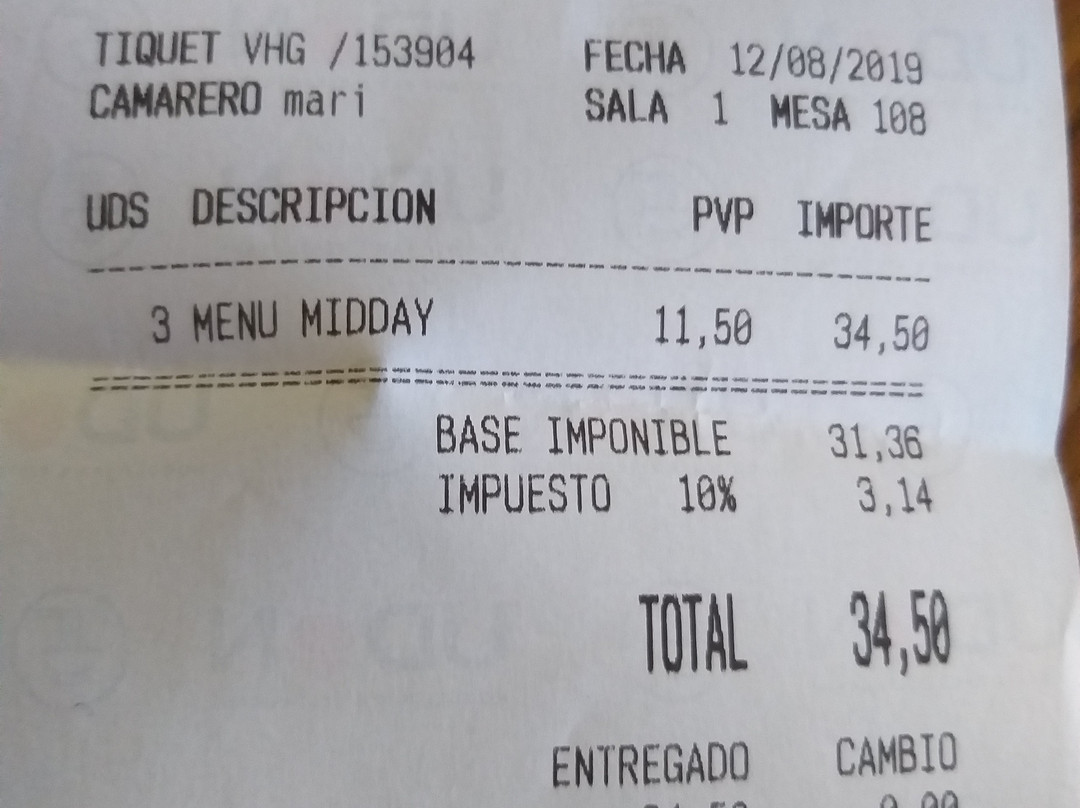 TIQUET VHG /153904 FECHA 12/08/2019
CAMARERO mari SALA 1 MESA 108
UDS DESCRIPCION PVP IMPORTE
3 MENU MIDDAY 11,50 34,50
BASE IMPONIBLE 31,36
IMPUESTO 10% 3,14
TOTAL 34,50
ENTREGADO CAMBIO